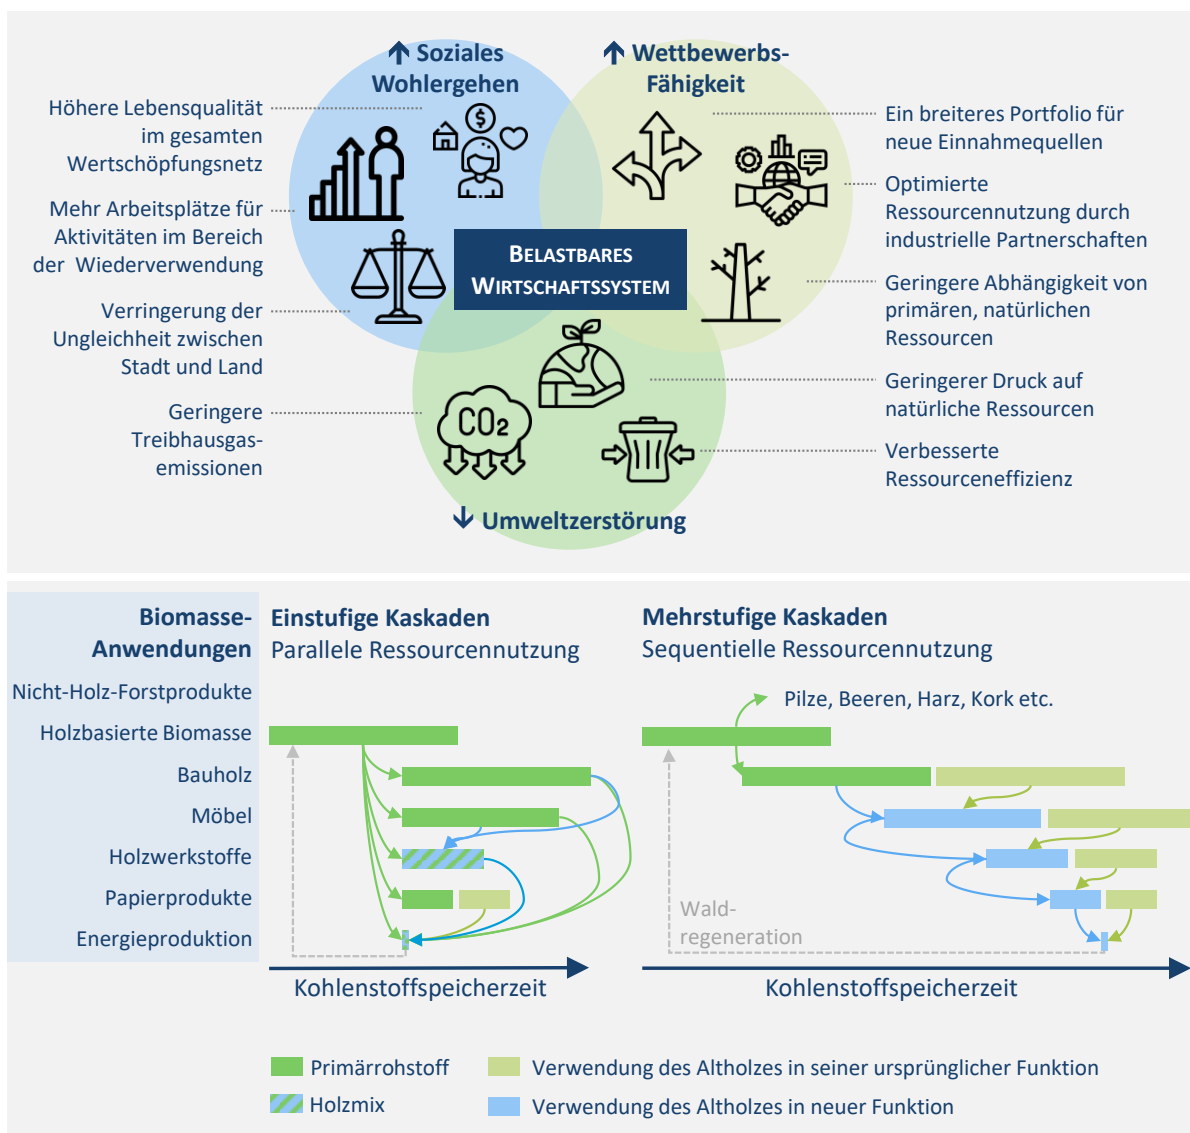 ↑ Soziales
Wohlergehen
↑ Wettbewerbs-
Fähigkeit
Höhere Lebensqualität
im gesamten
Wertschöpfungsnetz
Mehr Arbeitsplätze für
Aktivitäten im Bereich
der Wiederverwendung
Verringerung der
Ungleichheit zwischen
Stadt und Land
Geringere
Treibhausgas-
emissionen
$
BELASTBARES
WIRTSCHAFTSSYSTEM
CO₂
Ein breiteres Portfolio für
neue Einnahmequellen
Optimierte
Ressourcennutzung durch
industrielle Partnerschaften
Geringere Abhängigkeit von
primären, natürlichen
Ressourcen
Geringerer Druck auf
natürliche Ressourcen
Verbesserte
Ressourceneffizienz
↓ Umweltzerstörung
Biomasse-
Anwendungen
Nicht-Holz-Forstprodukte
Holzbasierte Biomasse
Bauholz
Möbel
Holzwerkstoffe
Papierprodukte
Energieproduktion
Einstufige Kaskaden
Parallele Ressourcennutzung
Kohlenstoffspeicherzeit
Mehrstufige Kaskaden
Sequentielle Ressourcennutzung
Pilze, Beeren, Harz, Kork etc.
Wald-
regeneration
Kohlenstoffspeicherzeit
Primärrohstoff
Verwendung des Altholzes in seiner ursprünglicher Funktion
Holzmix
Verwendung des Altholzes in neuer Funktion